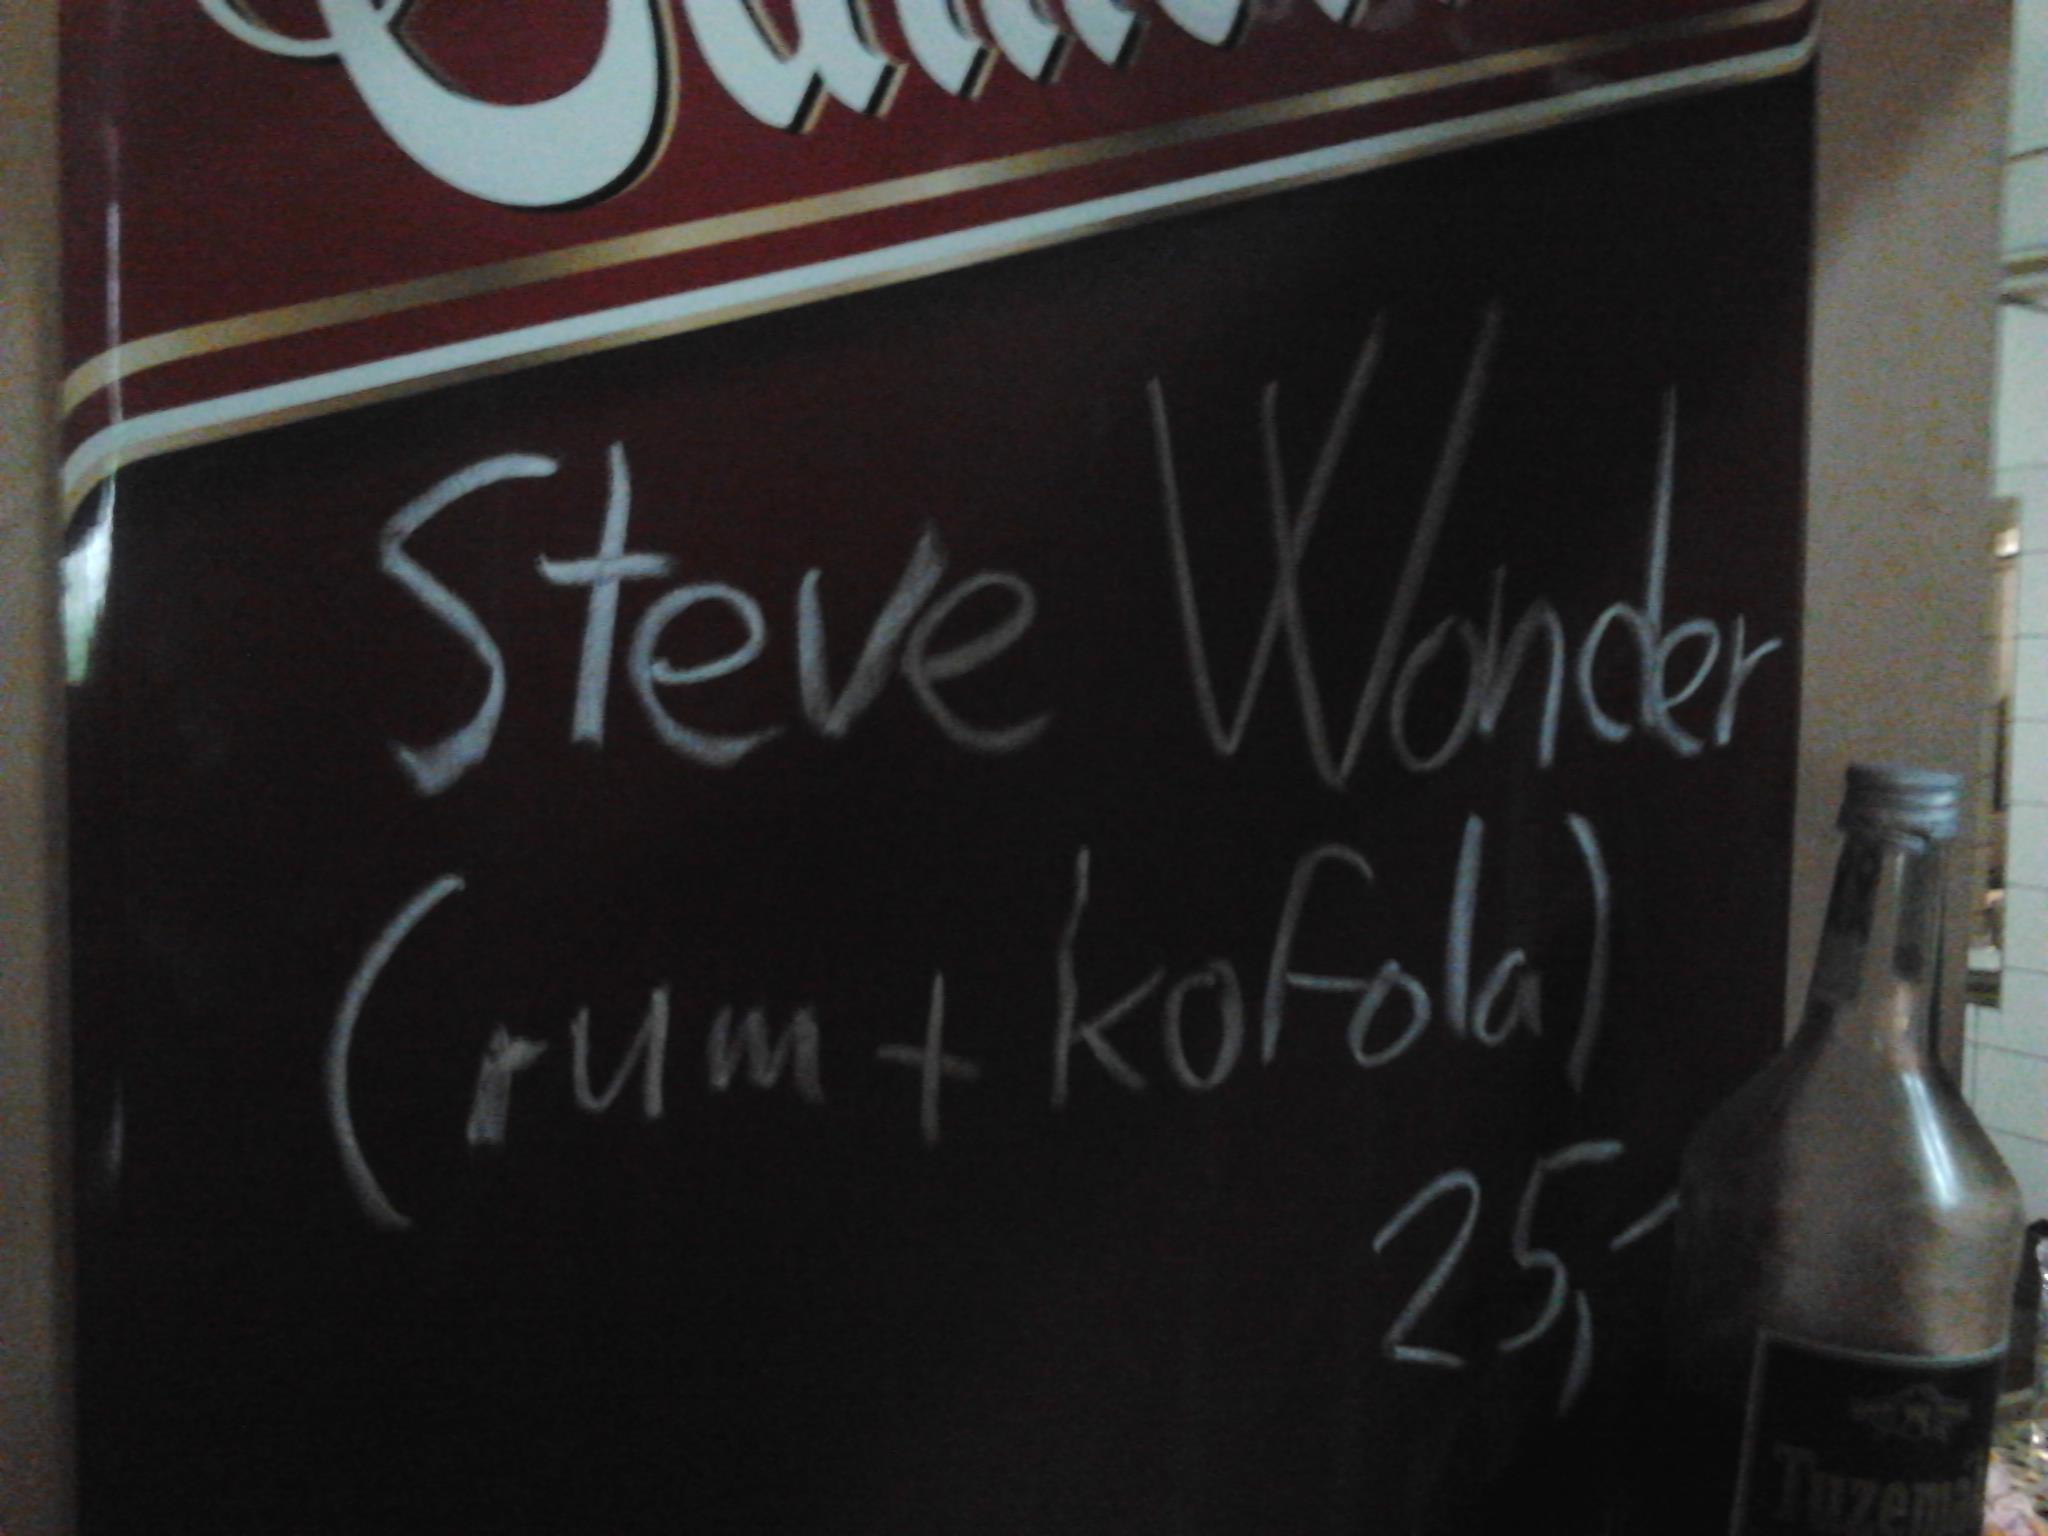 Steve Wonder
(rum + kofola)
25,-